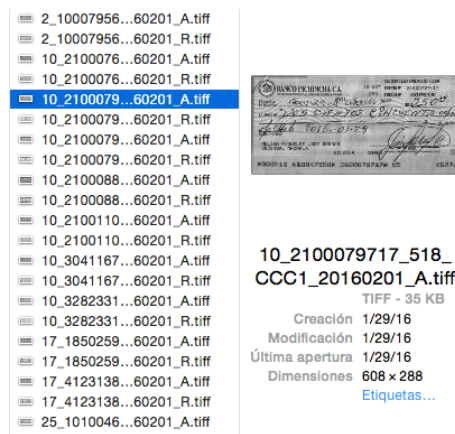 2_10007956...60201_A.tiff
2_10007956...60201_R.tiff
10_2100076...60201_A.tiff
10_2100076...60201_R.tiff
10_2100079...60201_A.tiff
10_2100079...60201_R.tiff
10_2100079...60201_A.tiff
10_2100079...60201_R.tiff
10_2100088...60201_A.tiff
10_2100088...60201_R.tiff
10_2100110...60201_A.tiff
10_2100110...60201_R.tiff
10_3041167...60201_A.tiff
10_3041167...60201_R.tiff
10_3282331...60201_A.tiff
10_3282331...60201_R.tiff
17_1850259...60201_A.tiff
17_1850259...60201_R.tiff
17_4123138...60201_A.tiff
17_4123138...60201_R.tiff
25_1010046...60201_A.tiff
BANCO PICHINCHA C.A.
2016-01-29
10_2100079717_518_
CCC1_20160201_A.tiff
TIFF - 35 KB
Creación 1/29/16
Modificación 1/29/16
Última apertura 1/29/16
Dimensiones 608 × 288
Etiquetas...